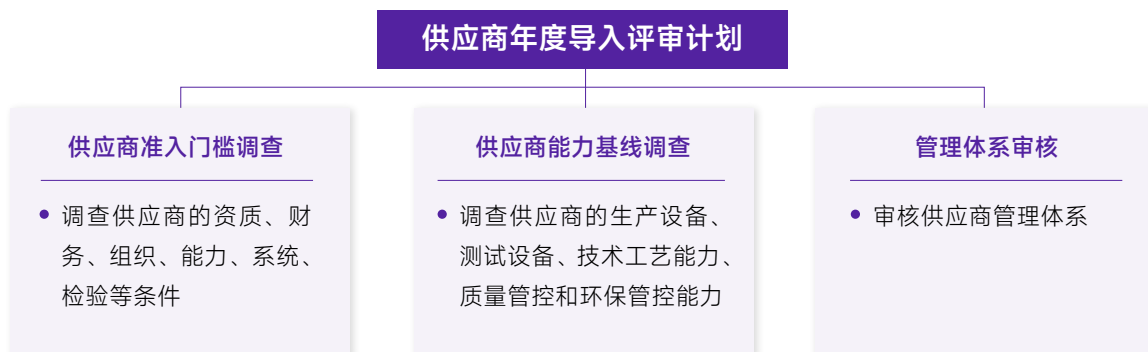 供应商年度导入评审计划
供应商准入门槛调查
• 调查供应商的资质、财
务、组织、能力、系统、
检验等条件
供应商能力基线调查
• 调查供应商的生产设备、
测试设备、技术工艺能力、
质量管控和环保管控能力
管理体系审核
• 审核供应商管理体系